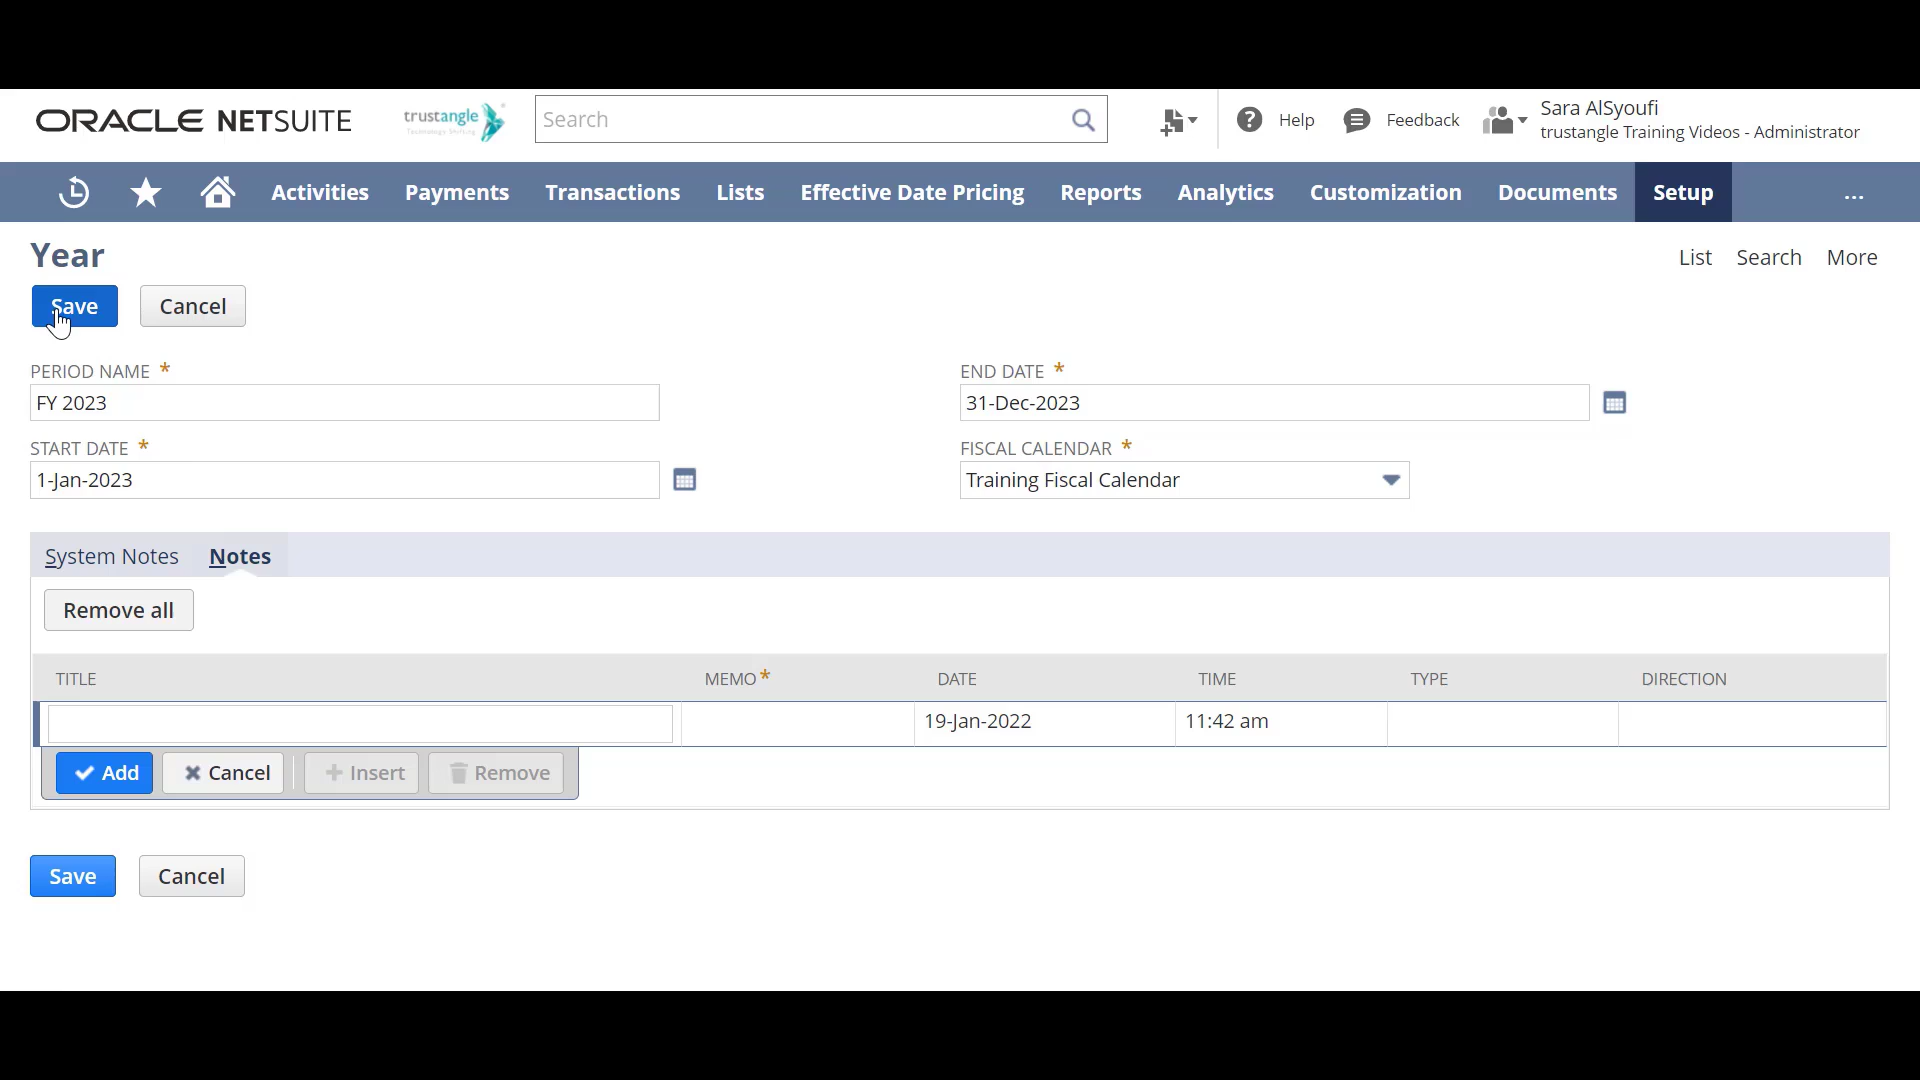 ORACLE NETSUITE
trustangle
Technology Shifting
Search
Help
Feedback
Sara AlSyoufi
trustangle Training Videos - Administrator
Activities Payments Transactions Lists Effective Date Pricing Reports Analytics Customization Documents Setup ...
Year
List Search More
Save Cancel
PERIOD NAME *
FY 2023
END DATE *
31-Dec-2023
START DATE *
1-Jan-2023
FISCAL CALENDAR *
Training Fiscal Calendar
System Notes Notes
Remove all
TITLE MEMO * DATE TIME TYPE DIRECTION
19-Jan-2022 11:42 am
Add Cancel Insert Remove
Save Cancel